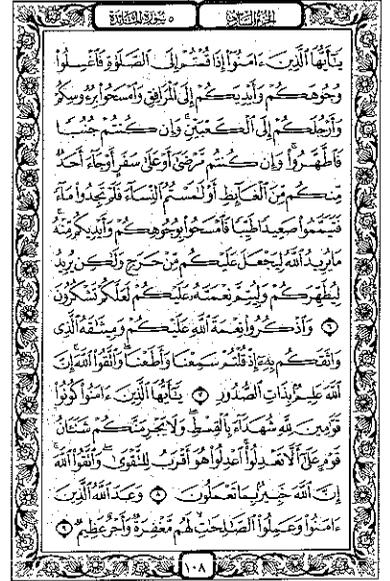 الجزء السادس
٥ سورة المائدة
يَٰٓأَيُّهَا ٱلَّذِينَ ءَامَنُوٓا۟ إِذَا قُمْتُمْ إِلَى ٱلصَّلَوٰةِ فَٱغْسِلُوا۟
وُجُوهَكُمْ وَأَيْدِيَكُمْ إِلَى ٱلْمَرَافِقِ وَٱمْسَحُوا۟ بِرُءُوسِكُمْ
وَأَرْجُلَكُمْ إِلَى ٱلْكَعْبَيْنِ ۚ وَإِن كُنتُمْ جُنُبًا
فَٱطَّهَّرُوا۟ ۚ وَإِن كُنتُم مَّرْضَىٰٓ أَوْ عَلَىٰ سَفَرٍ أَوْ جَآءَ أَحَدٌ
مِّنكُم مِّنَ ٱلْغَآئِطِ أَوْ لَٰمَسْتُمُ ٱلنِّسَآءَ فَلَمْ تَجِدُوا۟ مَآءً
فَتَيَمَّمُوا۟ صَعِيدًا طَيِّبًا فَٱمْسَحُوا۟ بِوُجُوهِكُمْ وَأَيْدِيكُم مِّنْهُ ۚ
مَا يُرِيدُ ٱللَّهُ لِيَجْعَلَ عَلَيْكُم مِّنْ حَرَجٍ وَلَٰكِن يُرِيدُ
لِيُطَهِّرَكُمْ وَلِيُتِمَّ نِعْمَتَهُۥ عَلَيْكُمْ لَعَلَّكُمْ تَشْكُرُونَ
٦ وَٱذْكُرُوا۟ نِعْمَةَ ٱللَّهِ عَلَيْكُمْ وَمِيثَٰقَهُ ٱلَّذِى
وَاثَقَكُم بِهِۦٓ إِذْ قُلْتُمْ سَمِعْنَا وَأَطَعْنَا ۖ وَٱتَّقُوا۟ ٱللَّهَ ۚ إِنَّ
ٱللَّهَ عَلِيمٌۢ بِذَاتِ ٱلصُّدُورِ ٧ يَٰٓأَيُّهَا ٱلَّذِينَ ءَامَنُوا۟ كُونُوا۟
قَوَّٰمِينَ لِلَّهِ شُهَدَآءَ بِٱلْقِسْطِ ۖ وَلَا يَجْرِمَنَّكُمْ شَنَـَٔانُ
قَوْمٍ عَلَىٰٓ أَلَّا تَعْدِلُوا۟ ۚ ٱعْدِلُوا۟ هُوَ أَقْرَبُ لِلتَّقْوَىٰ ۖ وَٱتَّقُوا۟ ٱللَّهَ ۚ
إِنَّ ٱللَّهَ خَبِيرٌۢ بِمَا تَعْمَلُونَ ٨ وَعَدَ ٱللَّهُ ٱلَّذِينَ
ءَامَنُوا۟ وَعَمِلُوا۟ ٱلصَّٰلِحَٰتِ ۙ لَهُم مَّغْفِرَةٌ وَأَجْرٌ عَظِيمٌ ٩
١٠٨